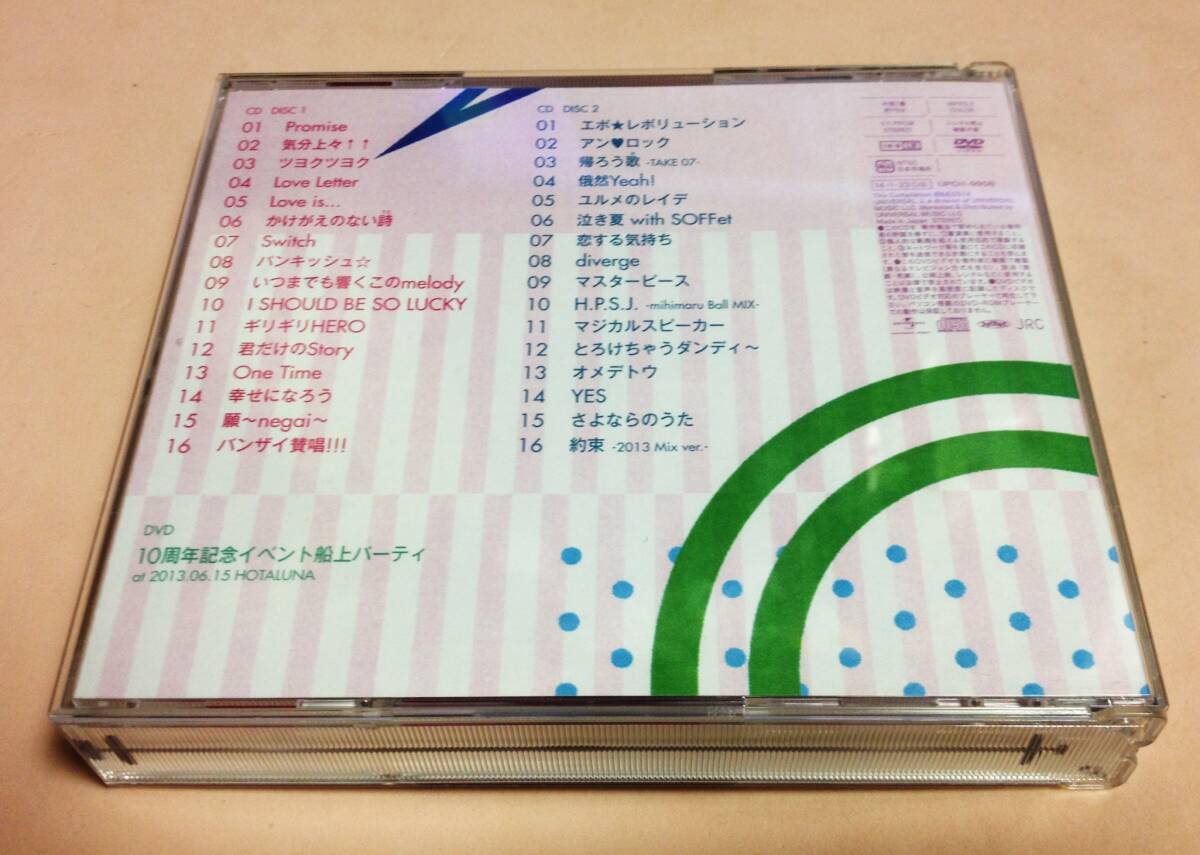 CD DISC 1
01 Promise
02 気分上々↑↑
03 ツヨクツヨク
04 Love Letter
05 Love is...
06 かけがえのない詩
07 Switch
08 パンキッシュ☆
09 いつまでも響くこのmelody
10 I SHOULD BE SO LUCKY
11 ギリギリHERO
12 君だけのStory
13 One Time
14 幸せになろう
15 願〜negai〜
16 バンザイ賛唱!!!
CD DISC 2
01 エボ★レボリューション
02 アン♥ロック
03 帰ろう歌 -TAKE 07-
04 俄然Yeah!
05 ユルメのレイデ
06 泣き夏 with SOFFet
07 恋する気持ち
08 diverge
09 マスターピース
10 H.P.S.J. -mihimaru Ball MIX-
11 マジカルスピーカー
12 とろけちゃうダンディ〜
13 オメデトウ
14 YES
15 さよならのうた
16 約束 -2013 Mix ver.-
DVD
10周年記念イベント船上パーティ
at 2013.06.15 HOTALUNA
DVD
UNIVERSAL MUSIC LLC
Made in Japan
JRC